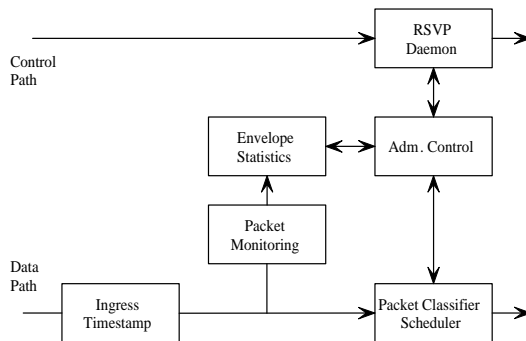 RSVP
Daemon
Control
Path
Envelope
Statistics
Adm. Control
Packet
Monitoring
Data
Path
Ingress
Timestamp
Packet Classifier
Scheduler